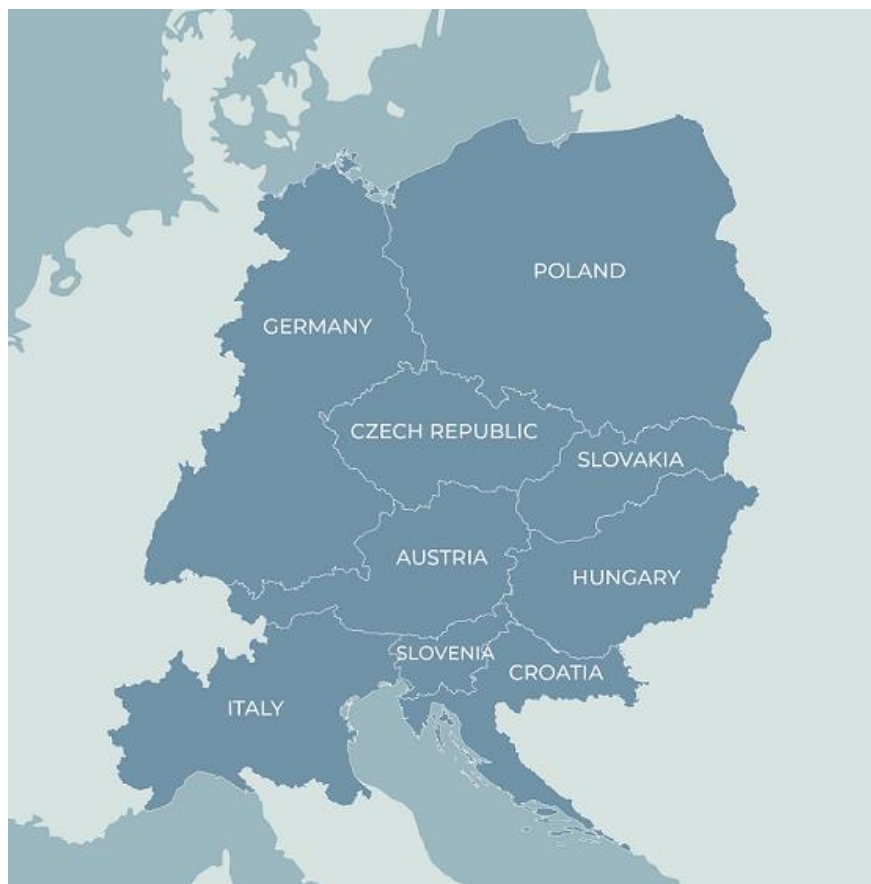 POLAND
GERMANY
CZECH REPUBLIC
SLOVAKIA
AUSTRIA
HUNGARY
SLOVENIA
CROATIA
ITALY